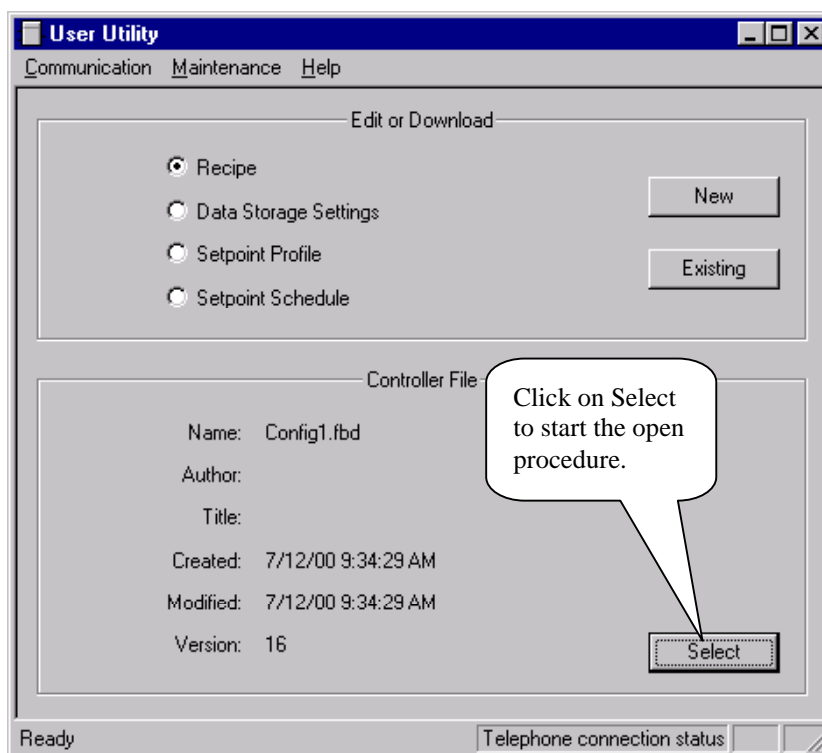 User Utility
Communication Maintenance Help
Edit or Download
Recipe
Data Storage Settings
Setpoint Profile
Setpoint Schedule
New
Existing
Controller File
Name: Config1.fbd
Author:
Title:
Created: 7/12/00 9:34:29 AM
Modified: 7/12/00 9:34:29 AM
Version: 16
Click on Select
to start the open
procedure.
Select
Ready
Telephone connection status